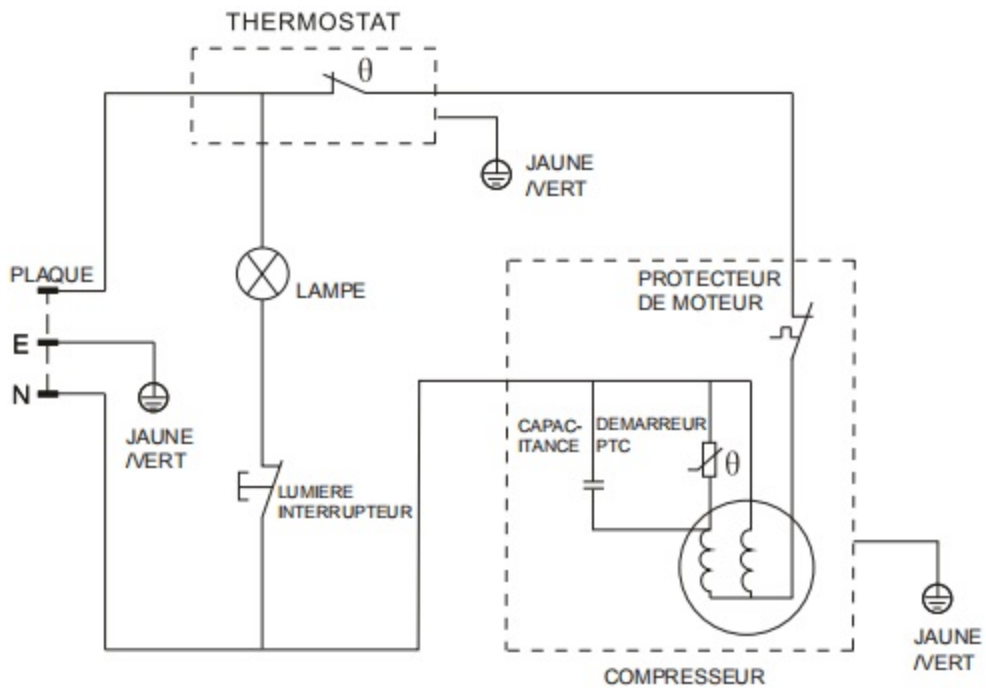 THERMOSTAT
θ
JAUNE
/VERT
PLAQUE
LAMPE
PROTECTEUR
DE MOTEUR
E
N
JAUNE
/VERT
CAPAC-
ITANCE
DEMARREUR
PTC
θ
LUMIERE
INTERRUPTEUR
JAUNE
/VERT
COMPRESSEUR